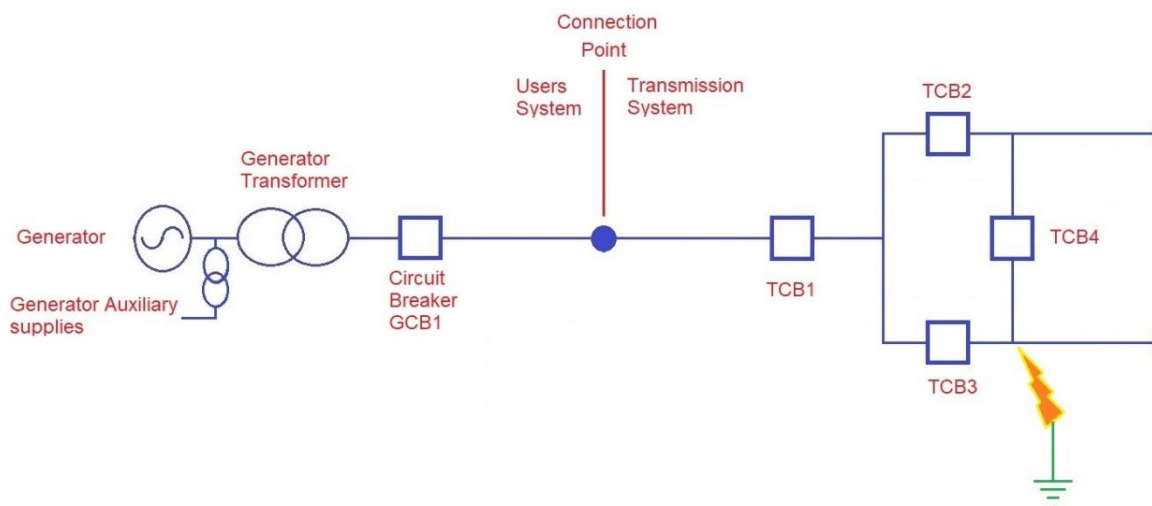 Connection
Point
Users
System
Transmission
System
TCB2
Generator
Transformer
Generator
TCB4
Circuit
Breaker
GCB1
TCB1
Generator Auxiliary
supplies
TCB3